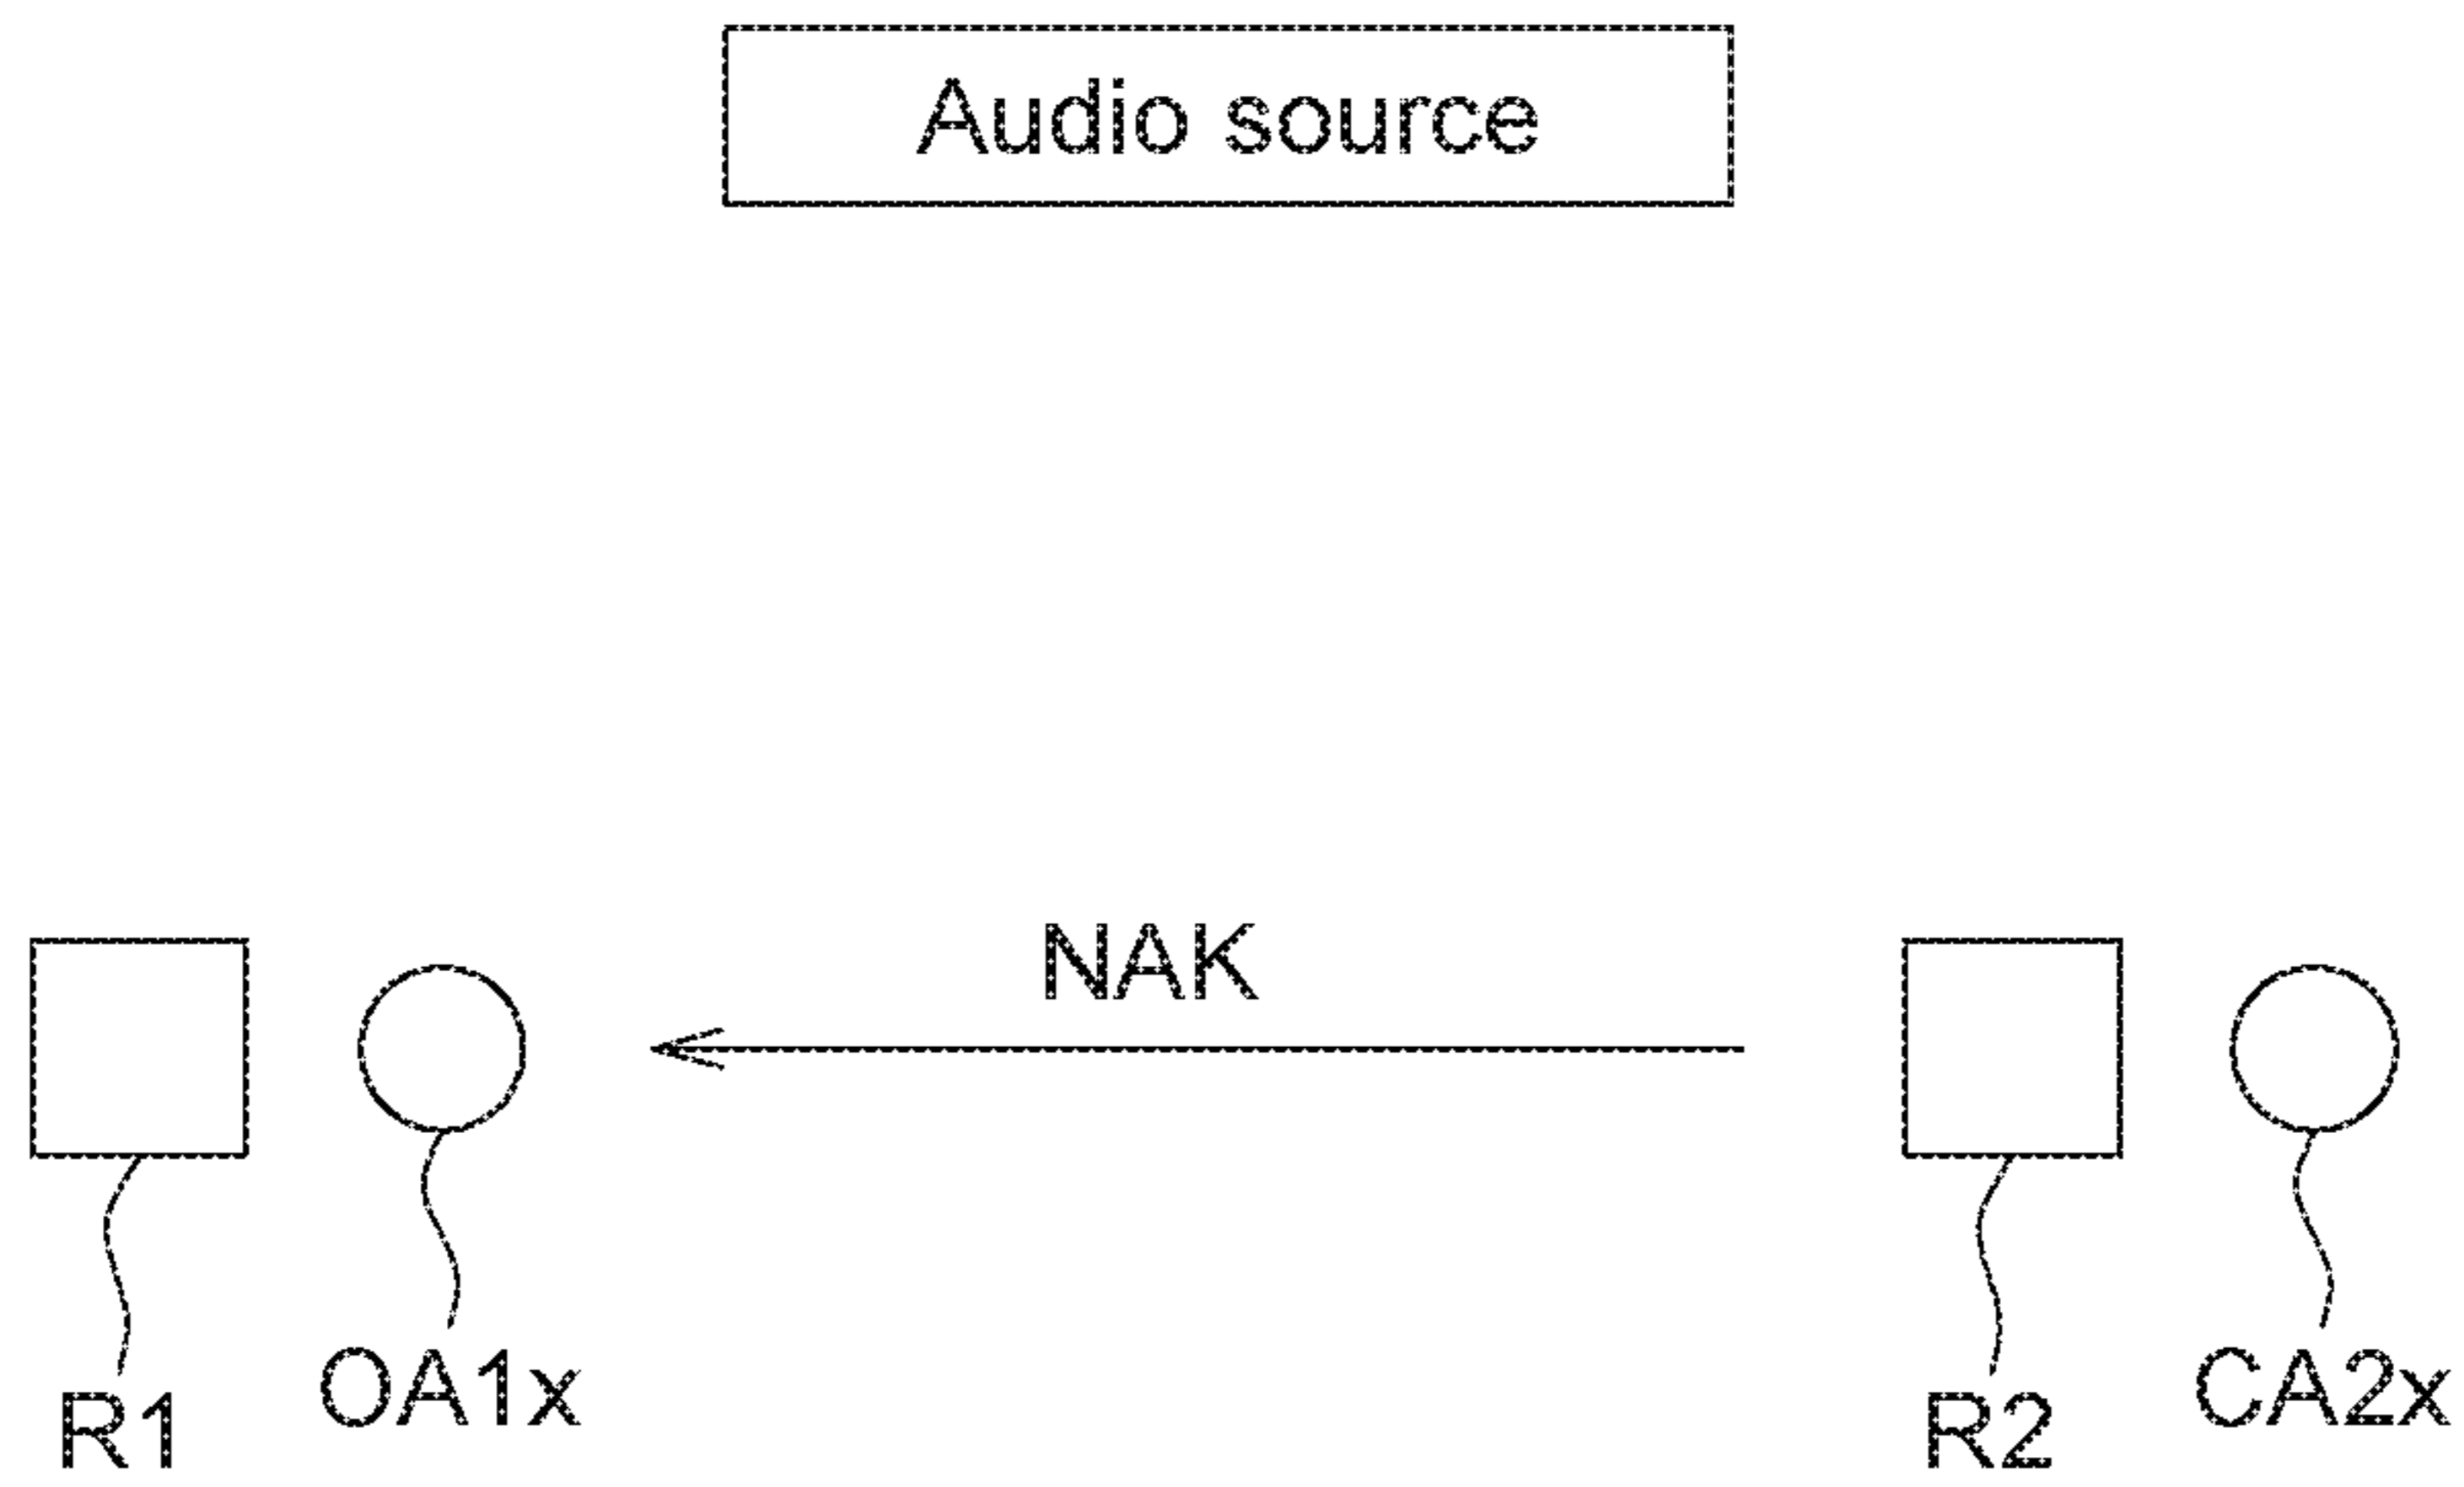 Audio source
NAK
R1
OA1x
R2
CA2x